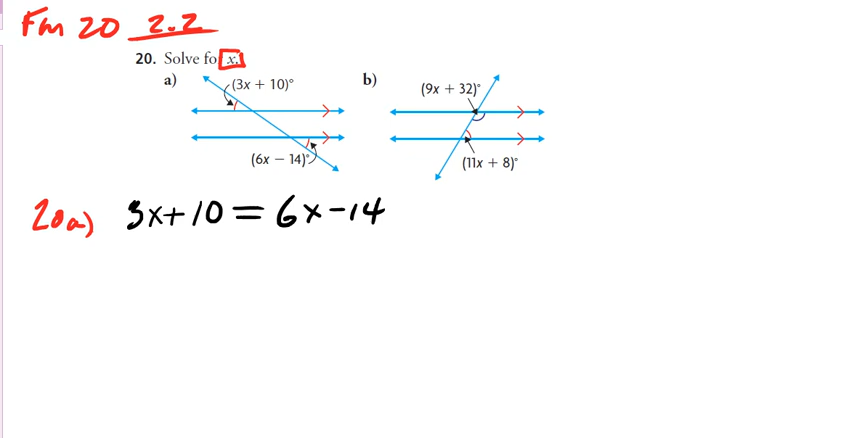 Fm 20 2.2
20. Solve fo x.
a) (3x + 10)° b) (9x + 32)°
(6x − 14)° (11x + 8)°
20a) 3x+10 = 6x-14